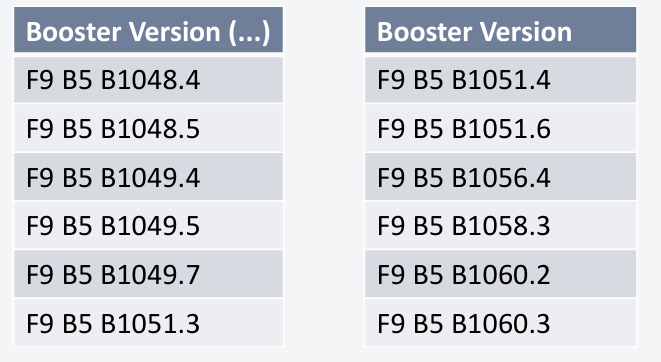 Booster Version (...)
F9 B5 B1048.4
F9 B5 B1048.5
F9 B5 B1049.4
F9 B5 B1049.5
F9 B5 B1049.7
F9 B5 B1051.3
Booster Version
F9 B5 B1051.4
F9 B5 B1051.6
F9 B5 B1056.4
F9 B5 B1058.3
F9 B5 B1060.2
F9 B5 B1060.3